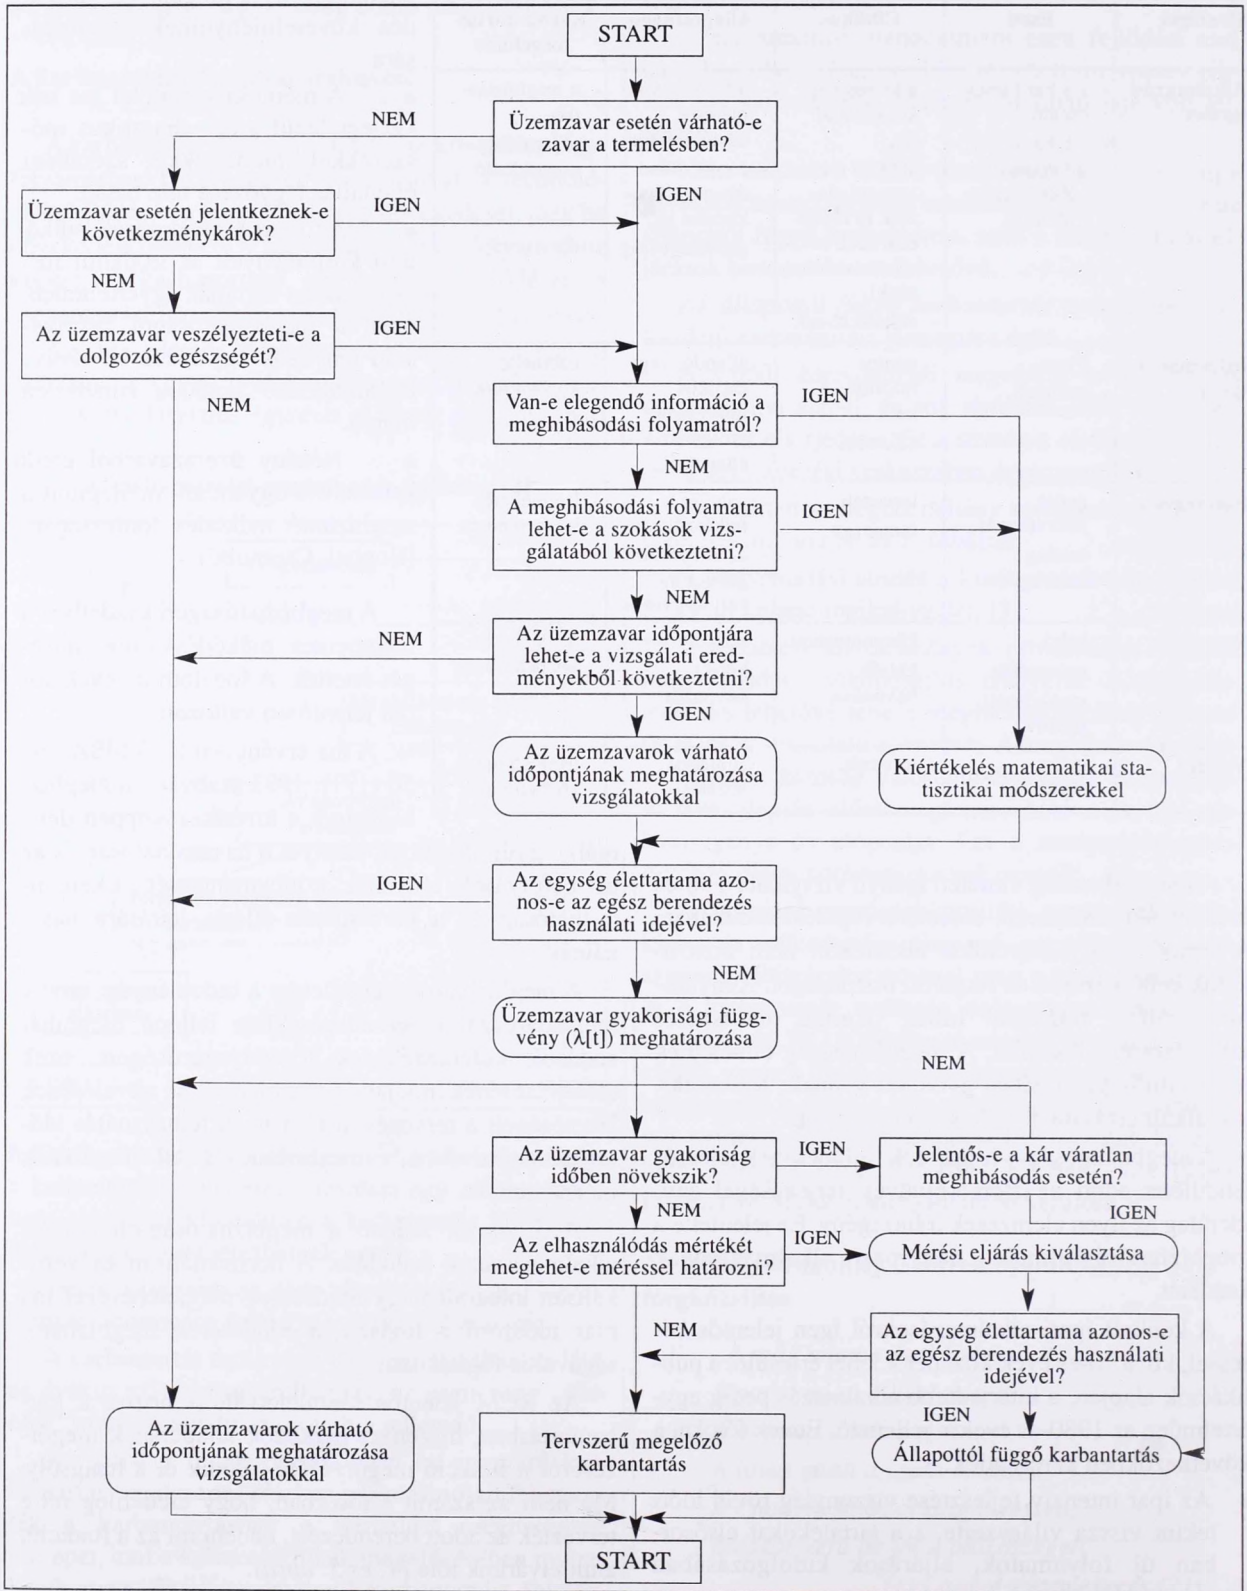 START
Üzemzavar esetén várható-e
zavar a termelésben?
NEM
IGEN
Üzemzavar esetén jelentkeznek-e
következménykárok?
IGEN
NEM
Az üzemzavar veszélyezteti-e a
dolgozók egészségét?
IGEN
NEM
Van-e elegendő információ a
meghibásodási folyamatról?
IGEN
NEM
A meghibásodási folyamatra
lehet-e a szokások vizs-
gálatából következtetni?
IGEN
NEM
Az üzemzavar időpontjára
lehet-e a vizsgálati ered-
ményekből következtetni?
NEM
IGEN
Az üzemzavarok várható
időpontjának meghatározása
vizsgálatokkal
Kiértékelés matematikai sta-
tisztikai módszerekkel
Az egység élettartama azo-
nos-e az egész berendezés
használati idejével?
IGEN
NEM
Üzemzavar gyakorisági függ-
vény (λ[t]) meghatározása
NEM
Az üzemzavar gyakoriság
időben növekszik?
IGEN
Jelentős-e a kár váratlan
meghibásodás esetén?
NEM
IGEN
Az elhasználódás mértékét
meglehet-e méréssel határozni?
IGEN
Mérési eljárás kiválasztása
NEM
Az egység élettartama azonos-e
az egész berendezés használati
idejével?
IGEN
Az üzemzavarok várható
időpontjának meghatározása
vizsgálatokkal
Tervszerű megelőző
karbantartás
Állapottól függő karbantartás
START